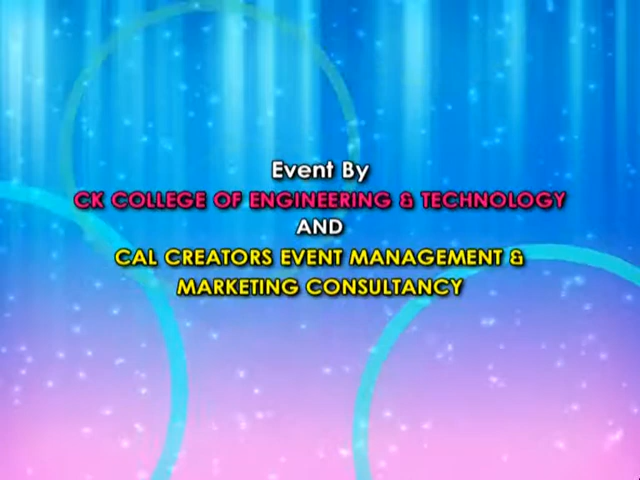 Event By
CK COLLEGE OF ENGINEERING & TECHNOLOGY
AND
CAL CREATORS EVENT MANAGEMENT &
MARKETING CONSULTANCY